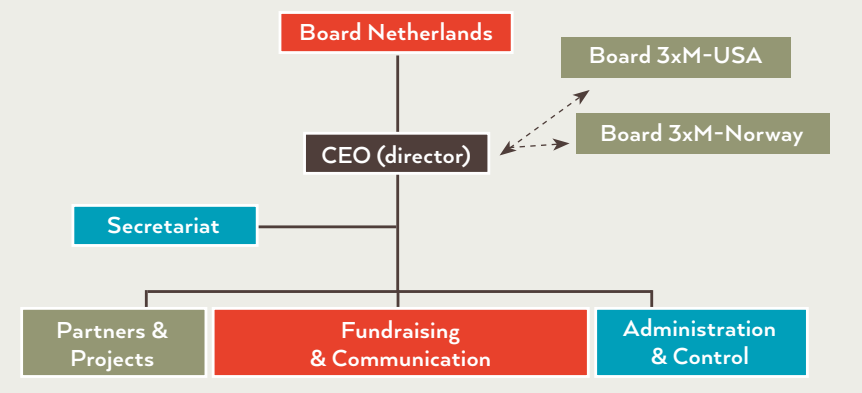 Board Netherlands
Board 3xM-USA
Board 3xM-Norway
CEO (director)
Secretariat
Partners &
Projects
Fundraising
& Communication
Administration
& Control